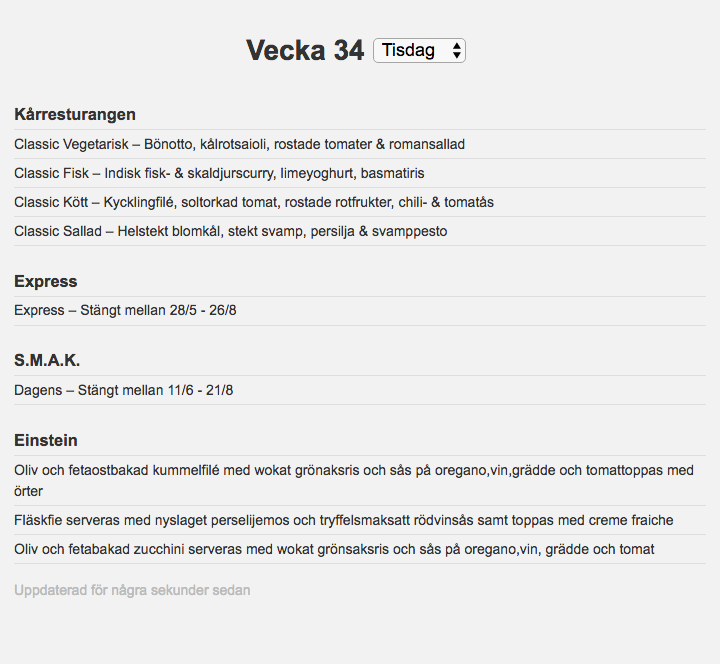 Vecka 34 Tisdag
Kårresturangen
Classic Vegetarisk – Bönotto, kålrotsaioli, rostade tomater & romansallad
Classic Fisk – Indisk fisk- & skaldjurscurry, limeyoghurt, basmatiris
Classic Kött – Kycklingfilé, soltorkad tomat, rostade rotfrukter, chili- & tomatås
Classic Sallad – Helstekt blomkål, stekt svamp, persilja & svamppesto
Express
Express – Stängt mellan 28/5 - 26/8
S.M.A.K.
Dagens – Stängt mellan 11/6 - 21/8
Einstein
Oliv och fetaostbakad kummelfilé med wokat grönaksris och sås på oregano,vin,grädde och tomattoppas med
örter
Fläskfie serveras med nyslaget perselijemos och tryffelsmaksatt rödvinsås samt toppas med creme fraiche
Oliv och fetabakad zucchini serveras med wokat grönsaksris och sås på oregano,vin, grädde och tomat
Uppdaterad för några sekunder sedan